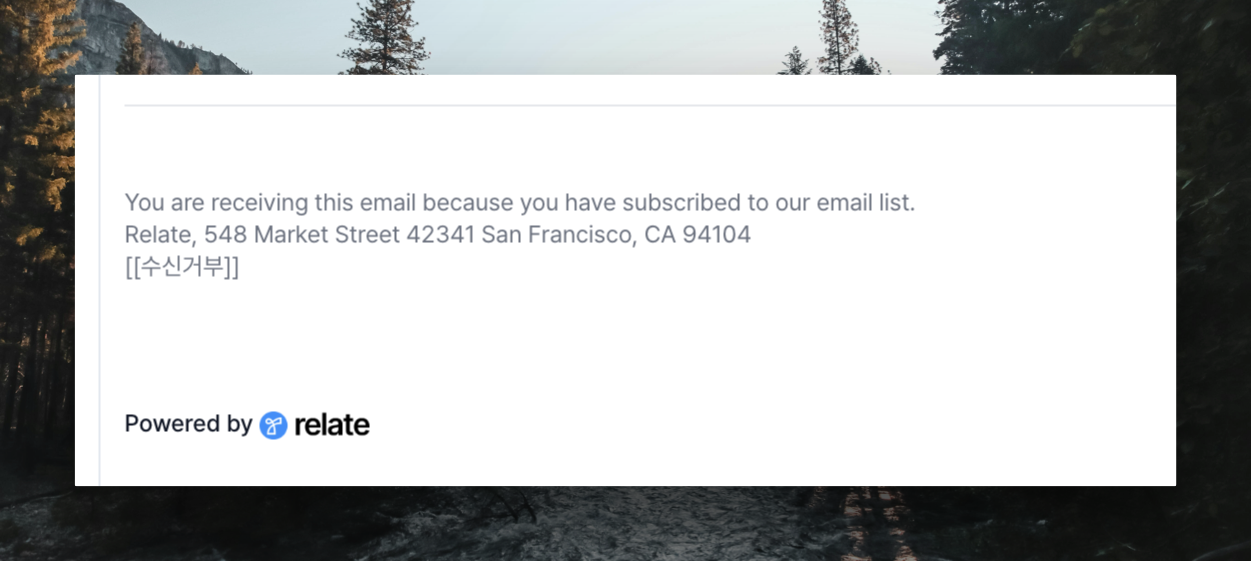 You are receiving this email because you have subscribed to our email list.
Relate, 548 Market Street 42341 San Francisco, CA 94104
[[수신거부]]
Powered by relate